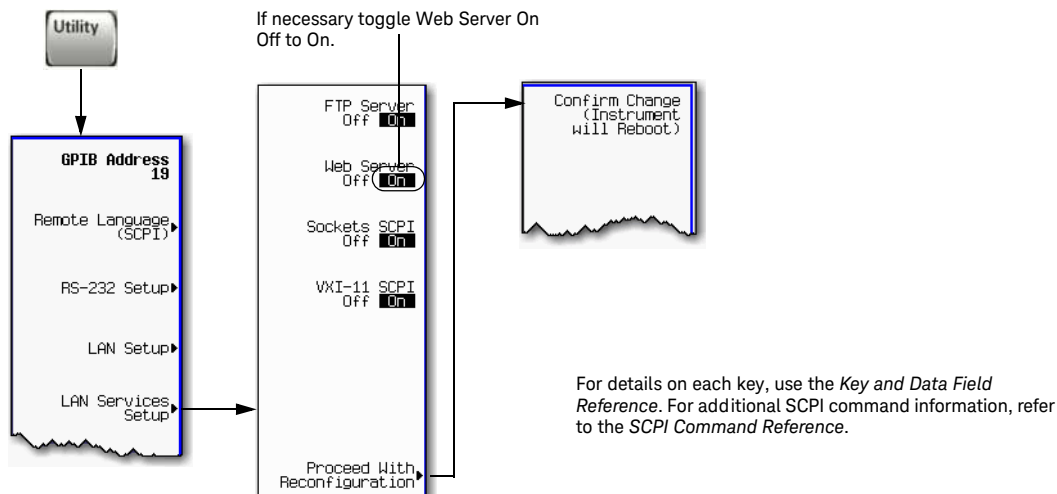 Utility
If necessary toggle Web Server On
Off to On.
GPIB Address
19
Remote Language
(SCPI)
RS-232 Setup
LAN Setup
LAN Services
Setup
FTP Server
Off On
Web Server
Off On
Sockets SCPI
Off On
VXI-11 SCPI
Off On
Proceed With
Reconfiguration
Confirm Change
(Instrument
will Reboot)
For details on each key, use the Key and Data Field
Reference. For additional SCPI command information, refer
to the SCPI Command Reference.